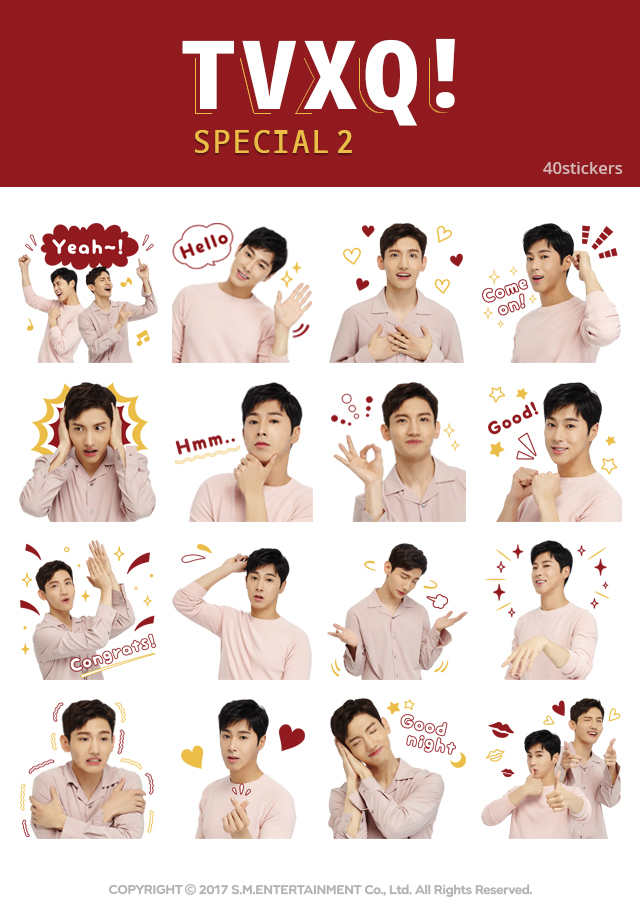 TVXQ!
SPECIAL 2
40stickers
Yeah~!
Hello
Come
on!
Hmm..
Good!
Congrats!
Good
night
COPYRIGHT © 2017 S.M.ENTERTAINMENT Co., Ltd. All Rights Reserved.